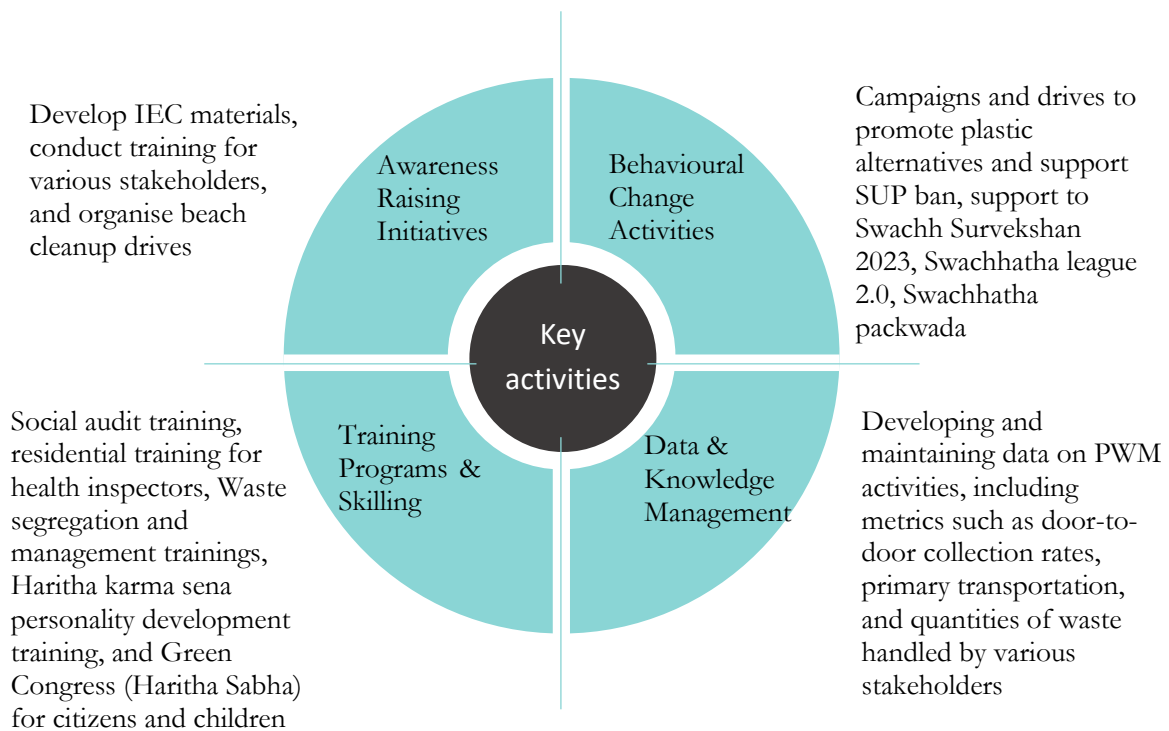 Develop IEC materials,
conduct training for
various stakeholders,
and organise beach
cleanup drives
Awareness
Raising
Initiatives
Behavioural
Change
Activities
Campaigns and drives to
promote plastic
alternatives and support
SUP ban, support to
Swachh Survekshan
2023, Swachhatha league
2.0, Swachhatha
packwada
Key
activities
Social audit training,
residential training for
health inspectors, Waste
segregation and
management trainings,
Haritha karma sena
personality development
training, and Green
Congress (Haritha Sabha)
for citizens and children
Training
Programs &
Skilling
Data &
Knowledge
Management
Developing and
maintaining data on PWM
activities, including
metrics such as door-to-
door collection rates,
primary transportation,
and quantities of waste
handled by various
stakeholders